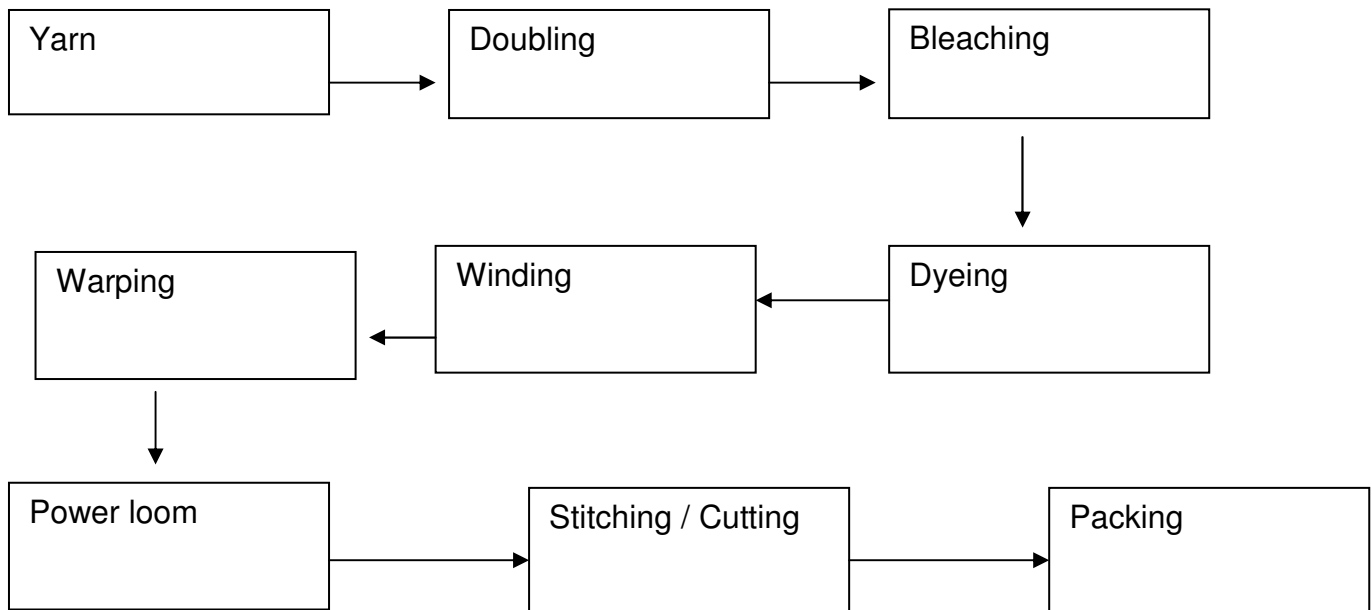 Yarn
Doubling
Bleaching
Warping
Winding
Dyeing
Power loom
Stitching / Cutting
Packing